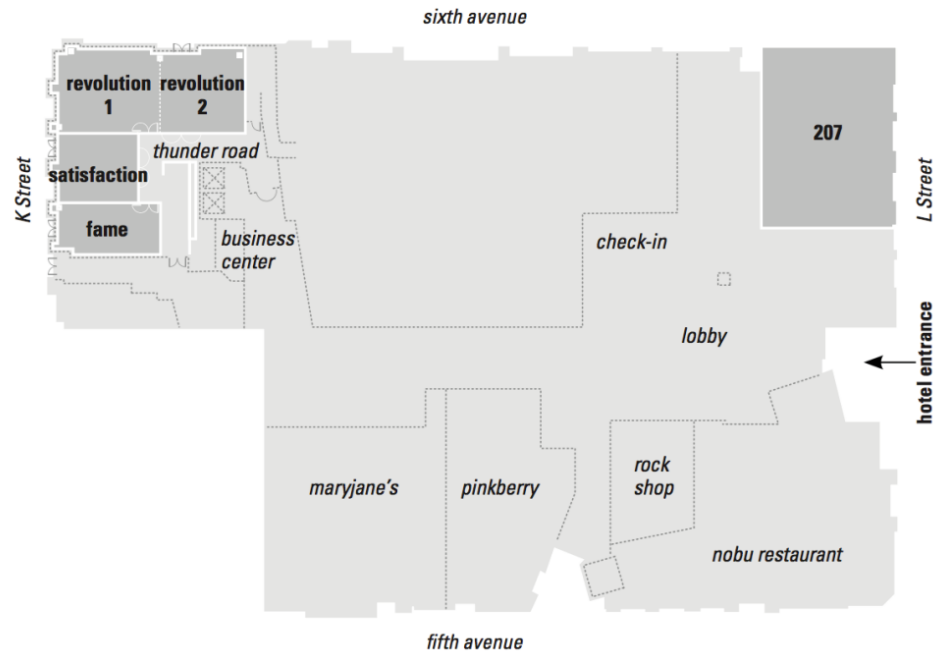 sixth avenue
revolution
1
revolution
2
207
thunder road
K Street
satisfaction
L Street
fame
business
center
check-in
lobby
hotel entrance
maryjane's
pinkberry
rock
shop
nobu restaurant
fifth avenue